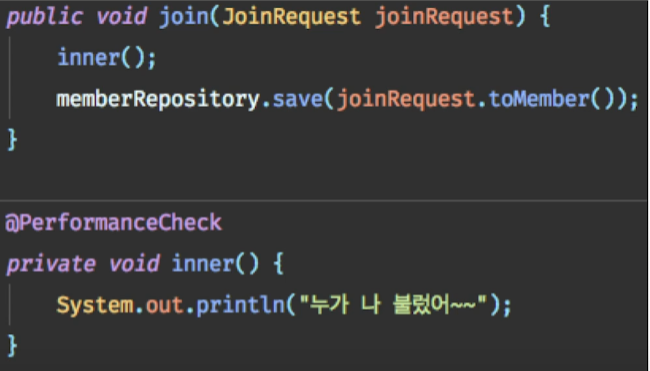 public void join(JoinRequest joinRequest) {
inner();
memberRepository.save(joinRequest.toMember());
}
@PerformanceCheck
private void inner() {
System.out.println("누가 나 불렀어~~");
}